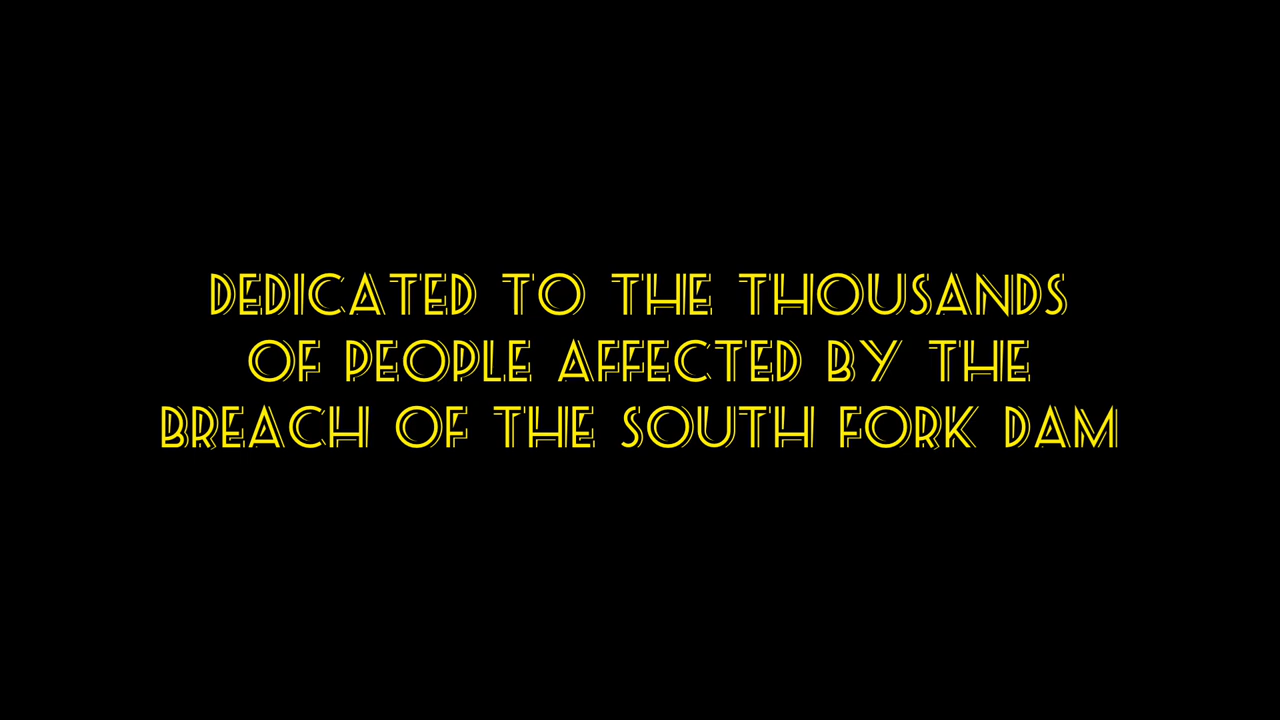 DEDICATED TO THE THOUSANDS
OF PEOPLE AFFECTED BY THE
BREACH OF THE SOUTH FORK DAM